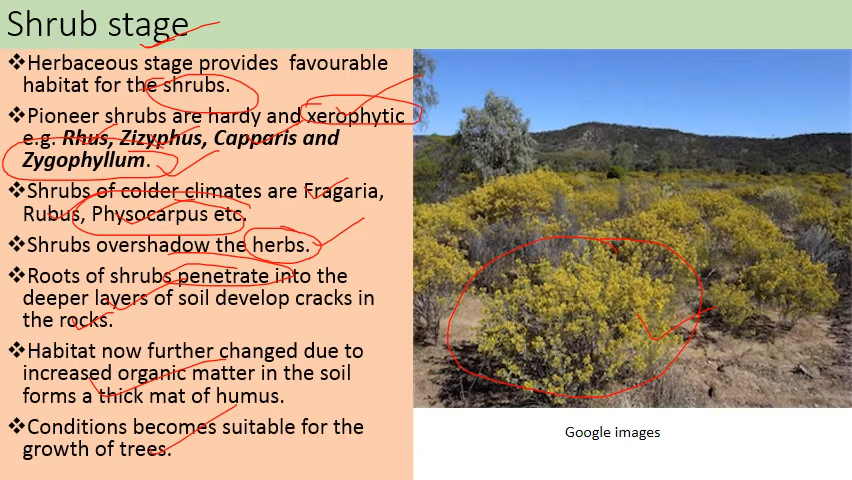 Shrub stage
❖Herbaceous stage provides favourable
habitat for the shrubs.
❖Pioneer shrubs are hardy and xerophytic
e.g. Rhus, Zizyphus, Capparis and
Zygophyllum.
❖Shrubs of colder climates are Fragaria,
Rubus, Physocarpus etc.
❖Shrubs overshadow the herbs.
❖Roots of shrubs penetrate into the
deeper layers of soil develop cracks in
the rocks.
❖Habitat now further changed due to
increased organic matter in the soil
forms a thick mat of humus.
❖Conditions becomes suitable for the
growth of trees.
Google images